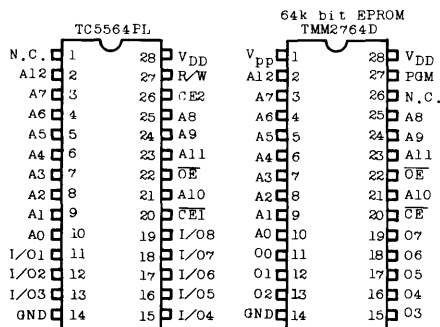 64k bit EPROM
TC5564PL TMM2764D
N.C. 1 28 VDD Vpp 1 28 VDD
A12 2 27 R/W A12 2 27 PGM
A7 3 26 CE2 A7 3 26 N.C.
A6 4 25 A8 A6 4 25 A8
A5 5 24 A9 A5 5 24 A9
A4 6 23 A11 A4 6 23 A11
A3 7 22 OE A3 7 22 OE
A2 8 21 A10 A2 8 21 A10
A1 9 20 CE1 A1 9 20 CE
A0 10 19 I/O8 A0 10 19 O7
I/O1 11 18 I/O7 O0 11 18 O6
I/O2 12 17 I/O6 O1 12 17 O5
I/O3 13 16 I/O5 O2 13 16 O4
GND 14 15 I/O4 GND 14 15 O3